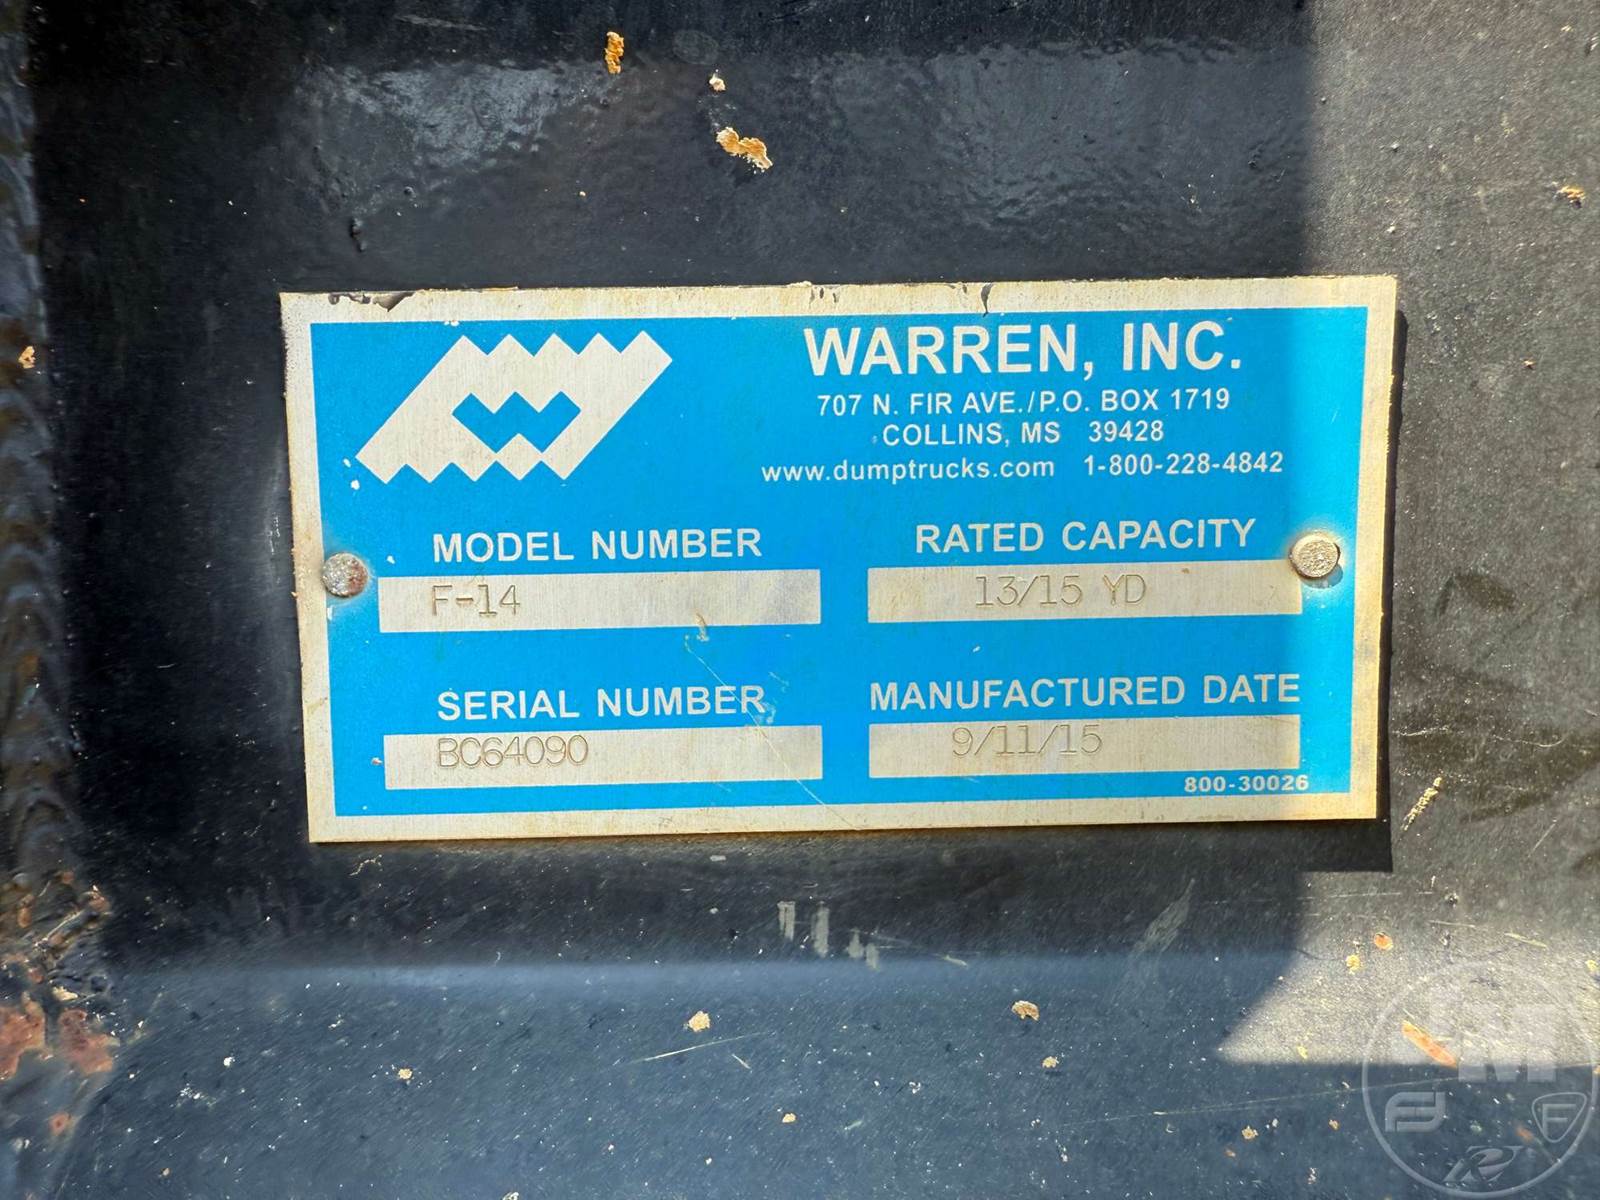 WARREN, INC.
707 N. FIR AVE./P.O. BOX 1719
COLLINS, MS 39428
www.dumptrucks.com 1-800-228-4842
MODEL NUMBER
F-14
RATED CAPACITY
13/15 YD
SERIAL NUMBER
BC64090
MANUFACTURED DATE
9/11/15
800-30026